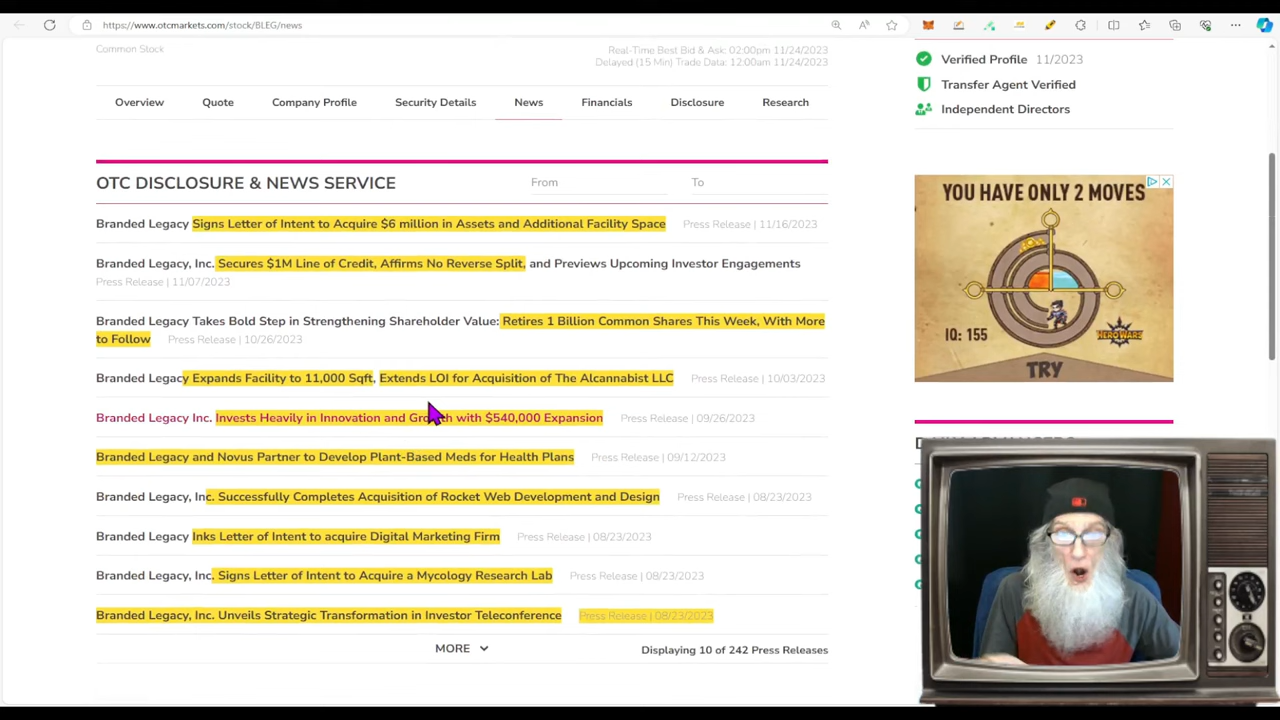 https://www.otcmarkets.com/stock/BLEG/news
Common Stock
Real-Time Best Bid & Ask: 02:00pm 11/24/2023
Delayed (15 Min) Trade Data: 12:00am 11/24/2023
Overview Quote Company Profile Security Details News Financials Disclosure Research
OTC DISCLOSURE & NEWS SERVICE From To
Branded Legacy Signs Letter of Intent to Acquire $6 million in Assets and Additional Facility Space Press Release | 11/16/2023
Branded Legacy, Inc. Secures $1M Line of Credit, Affirms No Reverse Split, and Previews Upcoming Investor Engagements
Press Release | 11/07/2023
Branded Legacy Takes Bold Step in Strengthening Shareholder Value: Retires 1 Billion Common Shares This Week, With More
to Follow Press Release | 10/26/2023
Branded Legacy Expands Facility to 11,000 Sqft, Extends LOI for Acquisition of The Alcannabist LLC Press Release | 10/03/2023
Branded Legacy Inc. Invests Heavily in Innovation and Growth with $540,000 Expansion Press Release | 09/26/2023
Branded Legacy and Novus Partner to Develop Plant-Based Meds for Health Plans Press Release | 09/12/2023
Branded Legacy, Inc. Successfully Completes Acquisition of Rocket Web Development and Design Press Release | 08/23/2023
Branded Legacy Inks Letter of Intent to acquire Digital Marketing Firm Press Release | 08/23/2023
Branded Legacy, Inc. Signs Letter of Intent to Acquire a Mycology Research Lab Press Release | 08/23/2023
Branded Legacy, Inc. Unveils Strategic Transformation in Investor Teleconference Press Release | 08/23/2023
MORE
Displaying 10 of 242 Press Releases
Verified Profile 11/2023
Transfer Agent Verified
Independent Directors
YOU HAVE ONLY 2 MOVES
IQ: 155
HERO WARS
TRY